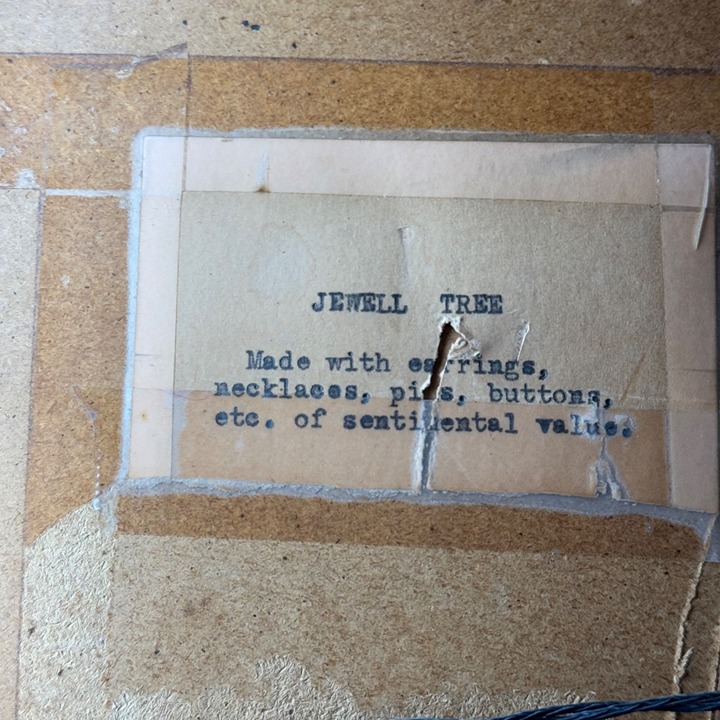 JEWELL TREE
Made with earrings,
necklaces, pins, buttons,
etc. of sentimental value.